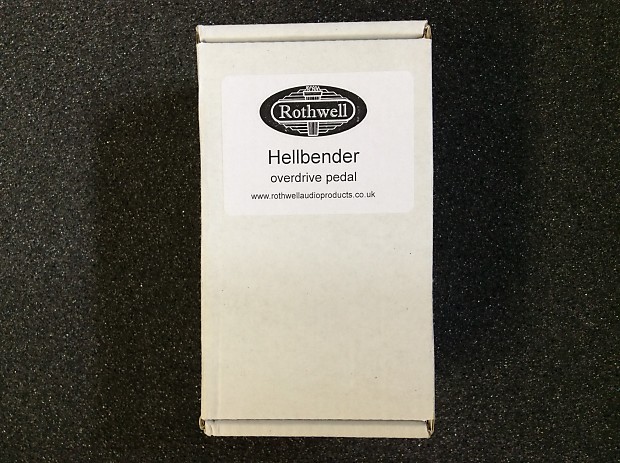 Rothwell
Hellbender
overdrive pedal
www.rothwellaudioproducts.co.uk